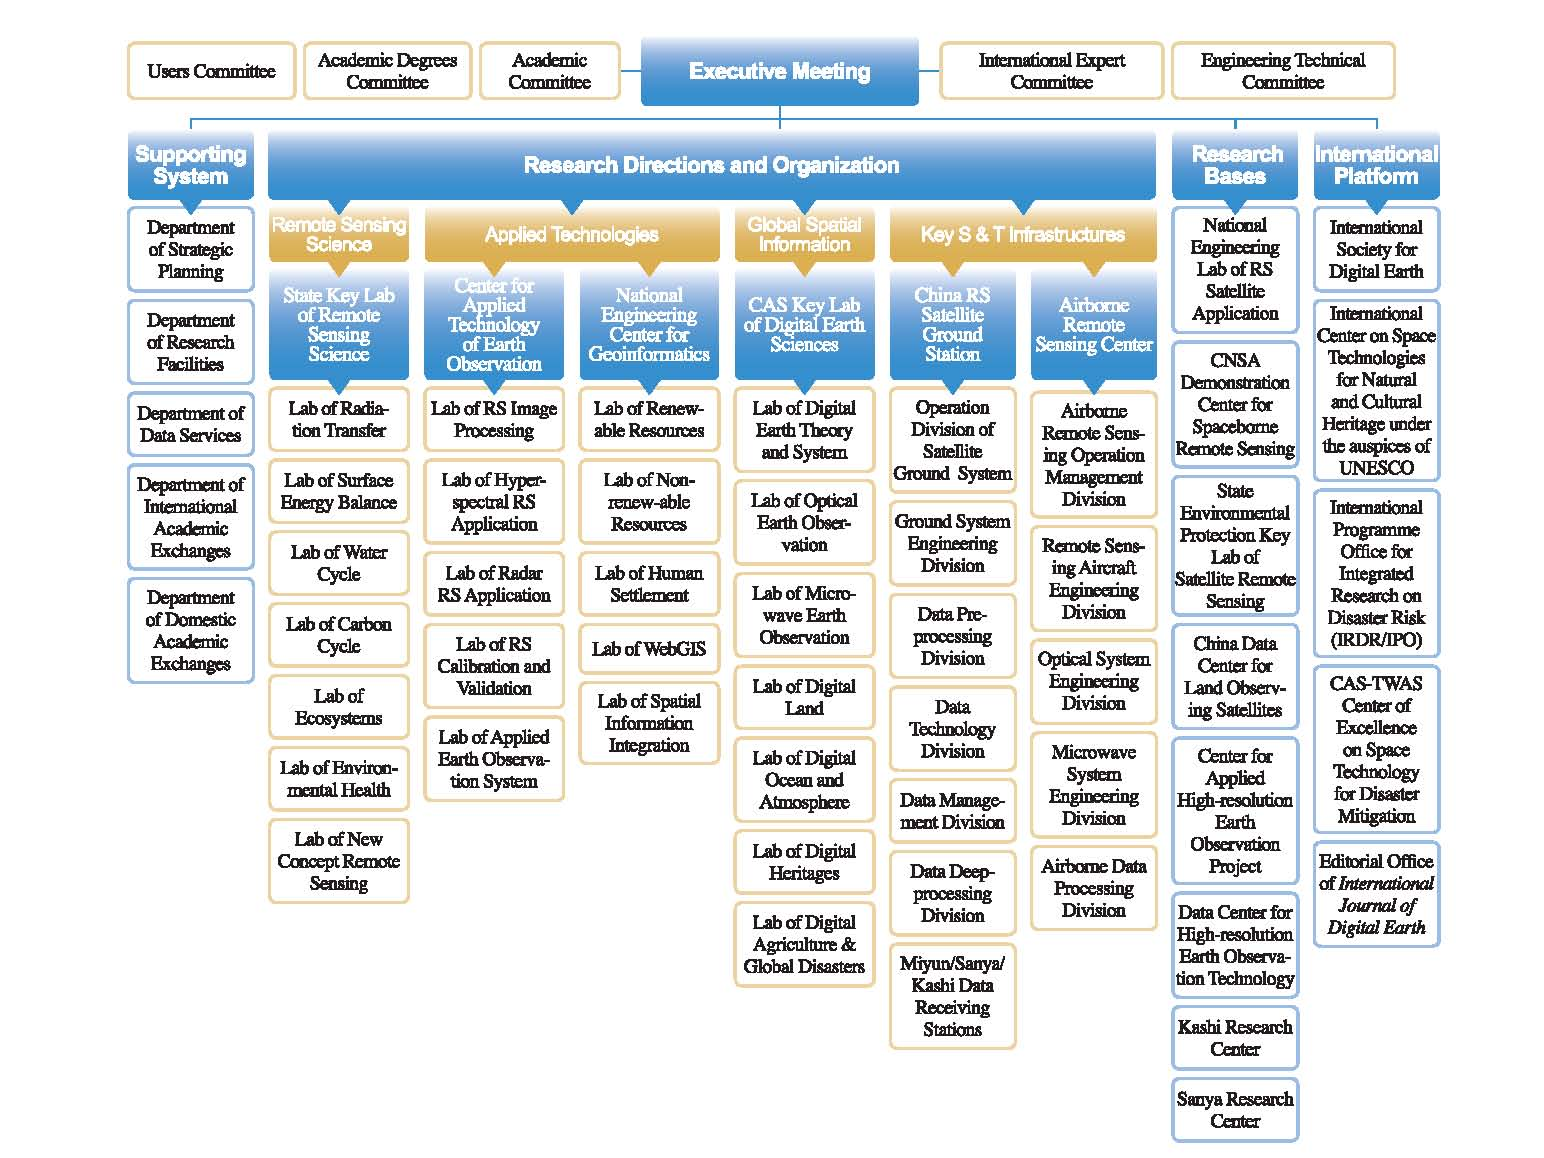 Users Committee
Academic Degrees
Committee
Academic
Committee
Executive Meeting
International Expert
Committee
Engineering Technical
Committee
Supporting
System
Research Directions and Organization
Research
Bases
International
Platform
Department
of Strategic
Planning
Department
of Research
Facilities
Department of
Data Services
Department of
International
Academic
Exchanges
Department
of Domestic
Academic
Exchanges
Remote Sensing
Science
State Key Lab
of Remote
Sensing
Science
Lab of Radia-
tion Transfer
Lab of Surface
Energy Balance
Lab of Water
Cycle
Lab of Carbon
Cycle
Lab of
Ecosystems
Lab of Environ-
mental Health
Lab of New
Concept Remote
Sensing
Applied Technologies
Center for
Applied
Technology
of Earth
Observation
Lab of RS Image
Processing
Lab of Hyper-
spectral RS
Application
Lab of Radar
RS Application
Lab of RS
Calibration and
Validation
Lab of Applied
Earth Observa-
tion System
National
Engineering
Center for
Geoinformatics
Lab of Renew-
able Resources
Lab of Non-
renew-able
Resources
Lab of Human
Settlement
Lab of WebGIS
Lab of Spatial
Information
Integration
Global Spatial
Information
CAS Key Lab
of Digital Earth
Sciences
Lab of Digital
Earth Theory
and System
Lab of Optical
Earth Obser-
vation
Lab of Micro-
wave Earth
Observation
Lab of Digital
Land
Lab of Digital
Ocean and
Atmosphere
Lab of Digital
Heritages
Lab of Digital
Agriculture &
Global Disasters
Key S & T Infrastructures
China RS
Satellite
Ground
Station
Operation
Division of
Satellite
Ground System
Ground System
Engineering
Division
Data Pre-
processing
Division
Data
Technology
Division
Data Manage-
ment Division
Data Deep-
processing
Division
Miyun/Sanya/
Kashi Data
Receiving
Stations
Airborne
Remote
Sensing Center
Airborne
Remote Sens-
ing Operation
Management
Division
Remote Sens-
ing Aircraft
Engineering
Division
Optical System
Engineering
Division
Microwave
System
Engineering
Division
Airborne Data
Processing
Division
National
Engineering
Lab of RS
Satellite
Application
CNSA
Demonstration
Center for
Spaceborne
Remote Sensing
State
Environmental
Protection Key
Lab of
Satellite Remote
Sensing
China Data
Center for
Land Observ-
ing Satellites
Center for
Applied
High-resolution
Earth
Observation
Project
Data Center for
High-resolution
Earth Observa-
tion Technology
Kashi Research
Center
Sanya Research
Center
International
Society for
Digital Earth
International
Center on Space
Technologies
for Natural
and Cultural
Heritage under
the auspices of
UNESCO
International
Programme
Office for
Integrated
Research on
Disaster Risk
(IRDR/IPO)
CAS-TWAS
Center of
Excellence
on Space
Technology
for Disaster
Mitigation
Editorial Office
of International
Journal of
Digital Earth